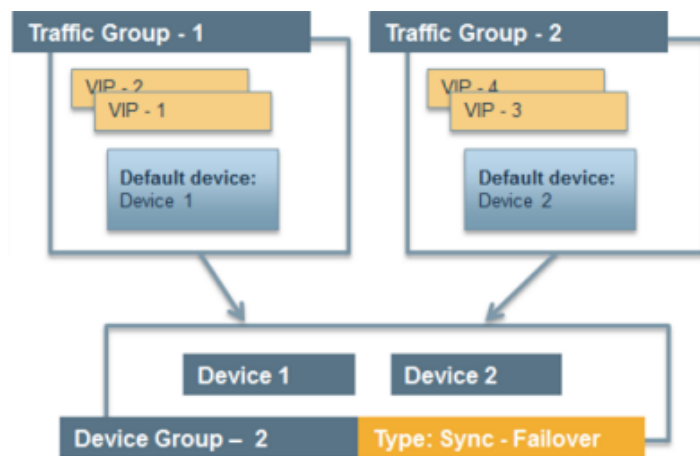 Traffic Group - 1
VIP - 2
VIP - 1
Default device:
Device 1
Traffic Group - 2
VIP - 4
VIP - 3
Default device:
Device 2
Device 1
Device 2
Device Group – 2
Type: Sync - Failover